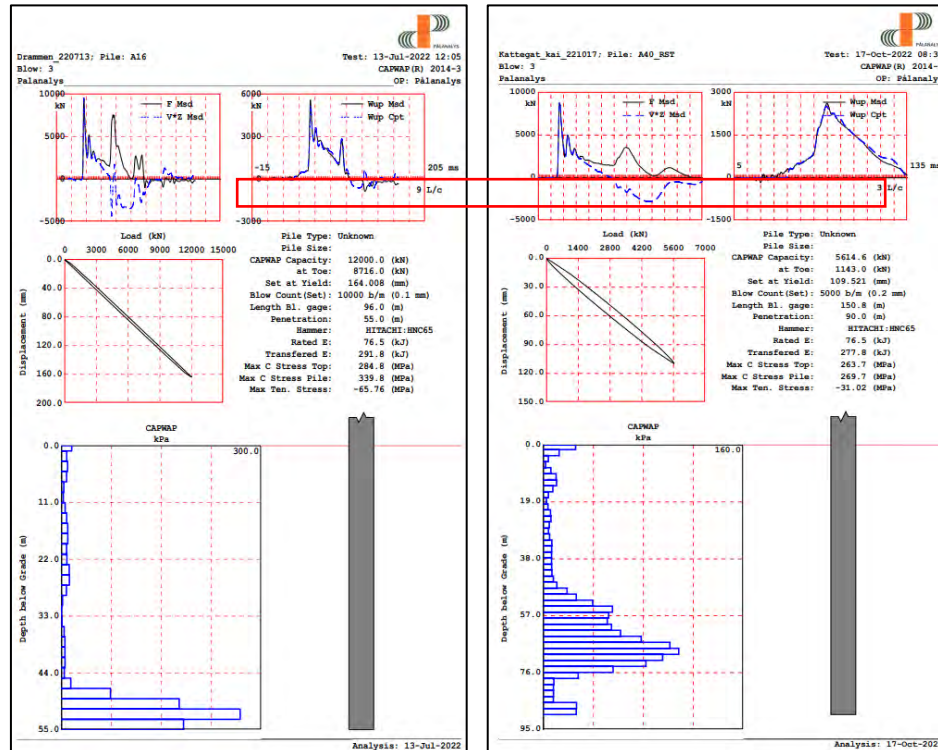 PÅLANALYS
Drammen_220713; Pile: A16
Test: 13-Jul-2022 12:05
Blow: 3
CAPWAP(R) 2014-3
Palanalys
OP: Pålanalys
10000
kN
5000
0
-5000
F Msd
V*Z Msd
6000
kN
3000
0
-3000
Wup Msd
Wup Cpt
-15
205 ms
9 L/c
Load (kN)
0 3000 6000 9000 12000 15000
Displacement (mm)
0.0
40.0
80.0
120.0
160.0
200.0
Pile Type: Unknown
Pile Size:
CAPWAP Capacity: 12000.0 (kN)
at Toe: 8716.0 (kN)
Set at Yield: 164.008 (mm)
Blow Count(Set): 10000 b/m (0.1 mm)
Length Bl. gage: 96.0 (m)
Penetration: 55.0 (m)
Hammer: HITACHI:HNC65
Rated E: 76.5 (kJ)
Transfered E: 291.8 (kJ)
Max C Stress Top: 284.8 (MPa)
Max C Stress Pile: 339.8 (MPa)
Max Ten. Stress: -65.76 (MPa)
CAPWAP
kPa
300.0
Depth below Grade (m)
0.0
11.0
22.0
33.0
44.0
55.0
Analysis: 13-Jul-2022
PÅLANALYS
Kattegat_kai_221017; Pile: A40_RST
Test: 17-Oct-2022 08:3
Blow: 3
CAPWAP(R) 2014-
Palanalys
OP: Pålanaly
10000
kN
5000
0
-5000
F Msd
V*Z Msd
3000
kN
1500
0
-1500
Wup Msd
Wup Cpt
5
135 ms
3 L/c
Load (kN)
0 1400 2800 4200 5600 7000
Displacement (mm)
0.0
30.0
60.0
90.0
120.0
150.0
Pile Type: Unknown
Pile Size:
CAPWAP Capacity: 5614.6 (kN)
at Toe: 1143.0 (kN)
Set at Yield: 109.521 (mm)
Blow Count(Set): 5000 b/m (0.2 mm)
Length Bl. gage: 150.8 (m)
Penetration: 90.0 (m)
Hammer: HITACHI:HNC65
Rated E: 76.5 (kJ)
Transfered E: 277.8 (kJ)
Max C Stress Top: 263.7 (MPa)
Max C Stress Pile: 269.7 (MPa)
Max Ten. Stress: -31.02 (MPa)
CAPWAP
kPa
160.0
Depth below Grade (m)
0.0
19.0
38.0
57.0
76.0
95.0
Analysis: 17-Oct-202